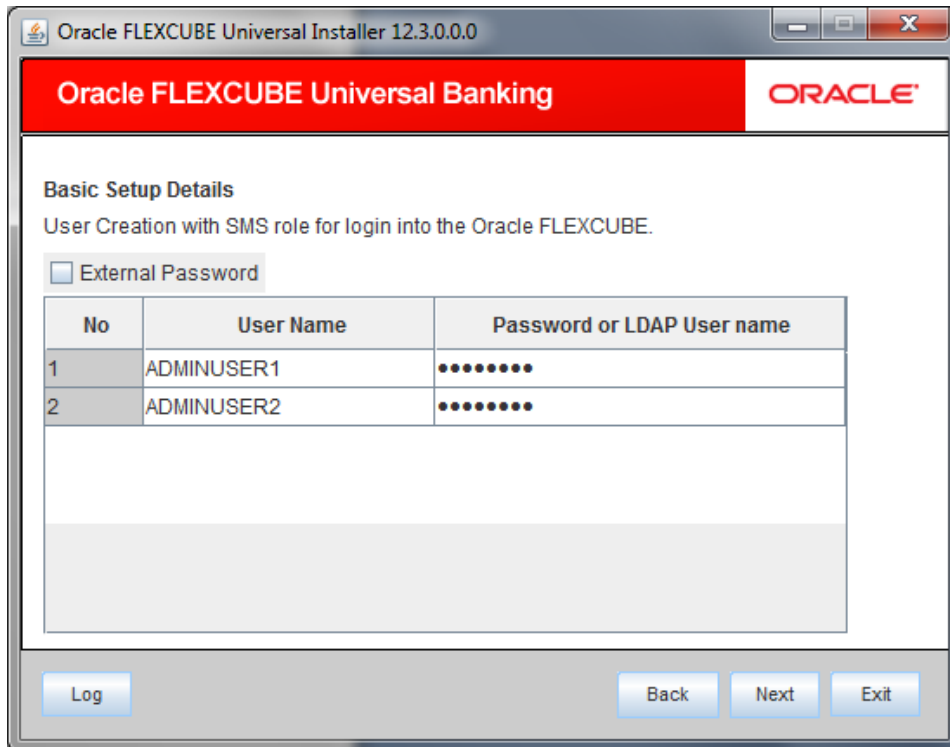 Oracle FLEXCUBE Universal Installer 12.3.0.0.0
Oracle FLEXCUBE Universal Banking
ORACLE
Basic Setup Details
User Creation with SMS role for login into the Oracle FLEXCUBE.
External Password
No User Name Password or LDAP User name
1 ADMINUSER1 ••••••••
2 ADMINUSER2 ••••••••
Log Back Next Exit